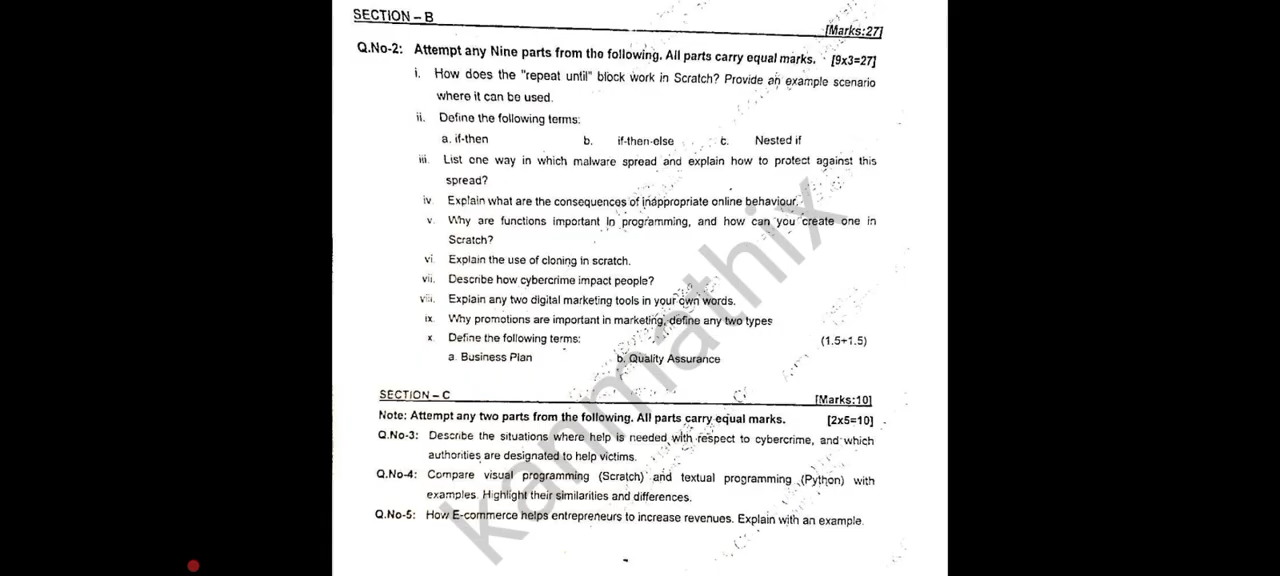 SECTION – B
[Marks:27]
Q.No-2: Attempt any Nine parts from the following. All parts carry equal marks. [9x3=27]
i. How does the "repeat until" block work in Scratch? Provide an example scenario
where it can be used.
ii. Define the following terms:
a. if-then b. if-then-else c. Nested if
iii. List one way in which malware spread and explain how to protect against this
spread?
iv. Explain what are the consequences of inappropriate online behaviour.
v. Why are functions important in programming, and how can you create one in
Scratch?
vi. Explain the use of cloning in scratch.
vii. Describe how cybercrime impact people?
viii. Explain any two digital marketing tools in your own words.
ix. Why promotions are important in marketing, define any two types
x. Define the following terms: (1.5+1.5)
a. Business Plan b. Quality Assurance
SECTION – C
[Marks:10]
Note: Attempt any two parts from the following. All parts carry equal marks. [2x5=10]
Q.No-3: Describe the situations where help is needed with respect to cybercrime, and which
authorities are designated to help victims.
Q.No-4: Compare visual programming (Scratch) and textual programming (Python) with
examples. Highlight their similarities and differences.
Q.No-5: How E-commerce helps entrepreneurs to increase revenues. Explain with an example.
kanmathix